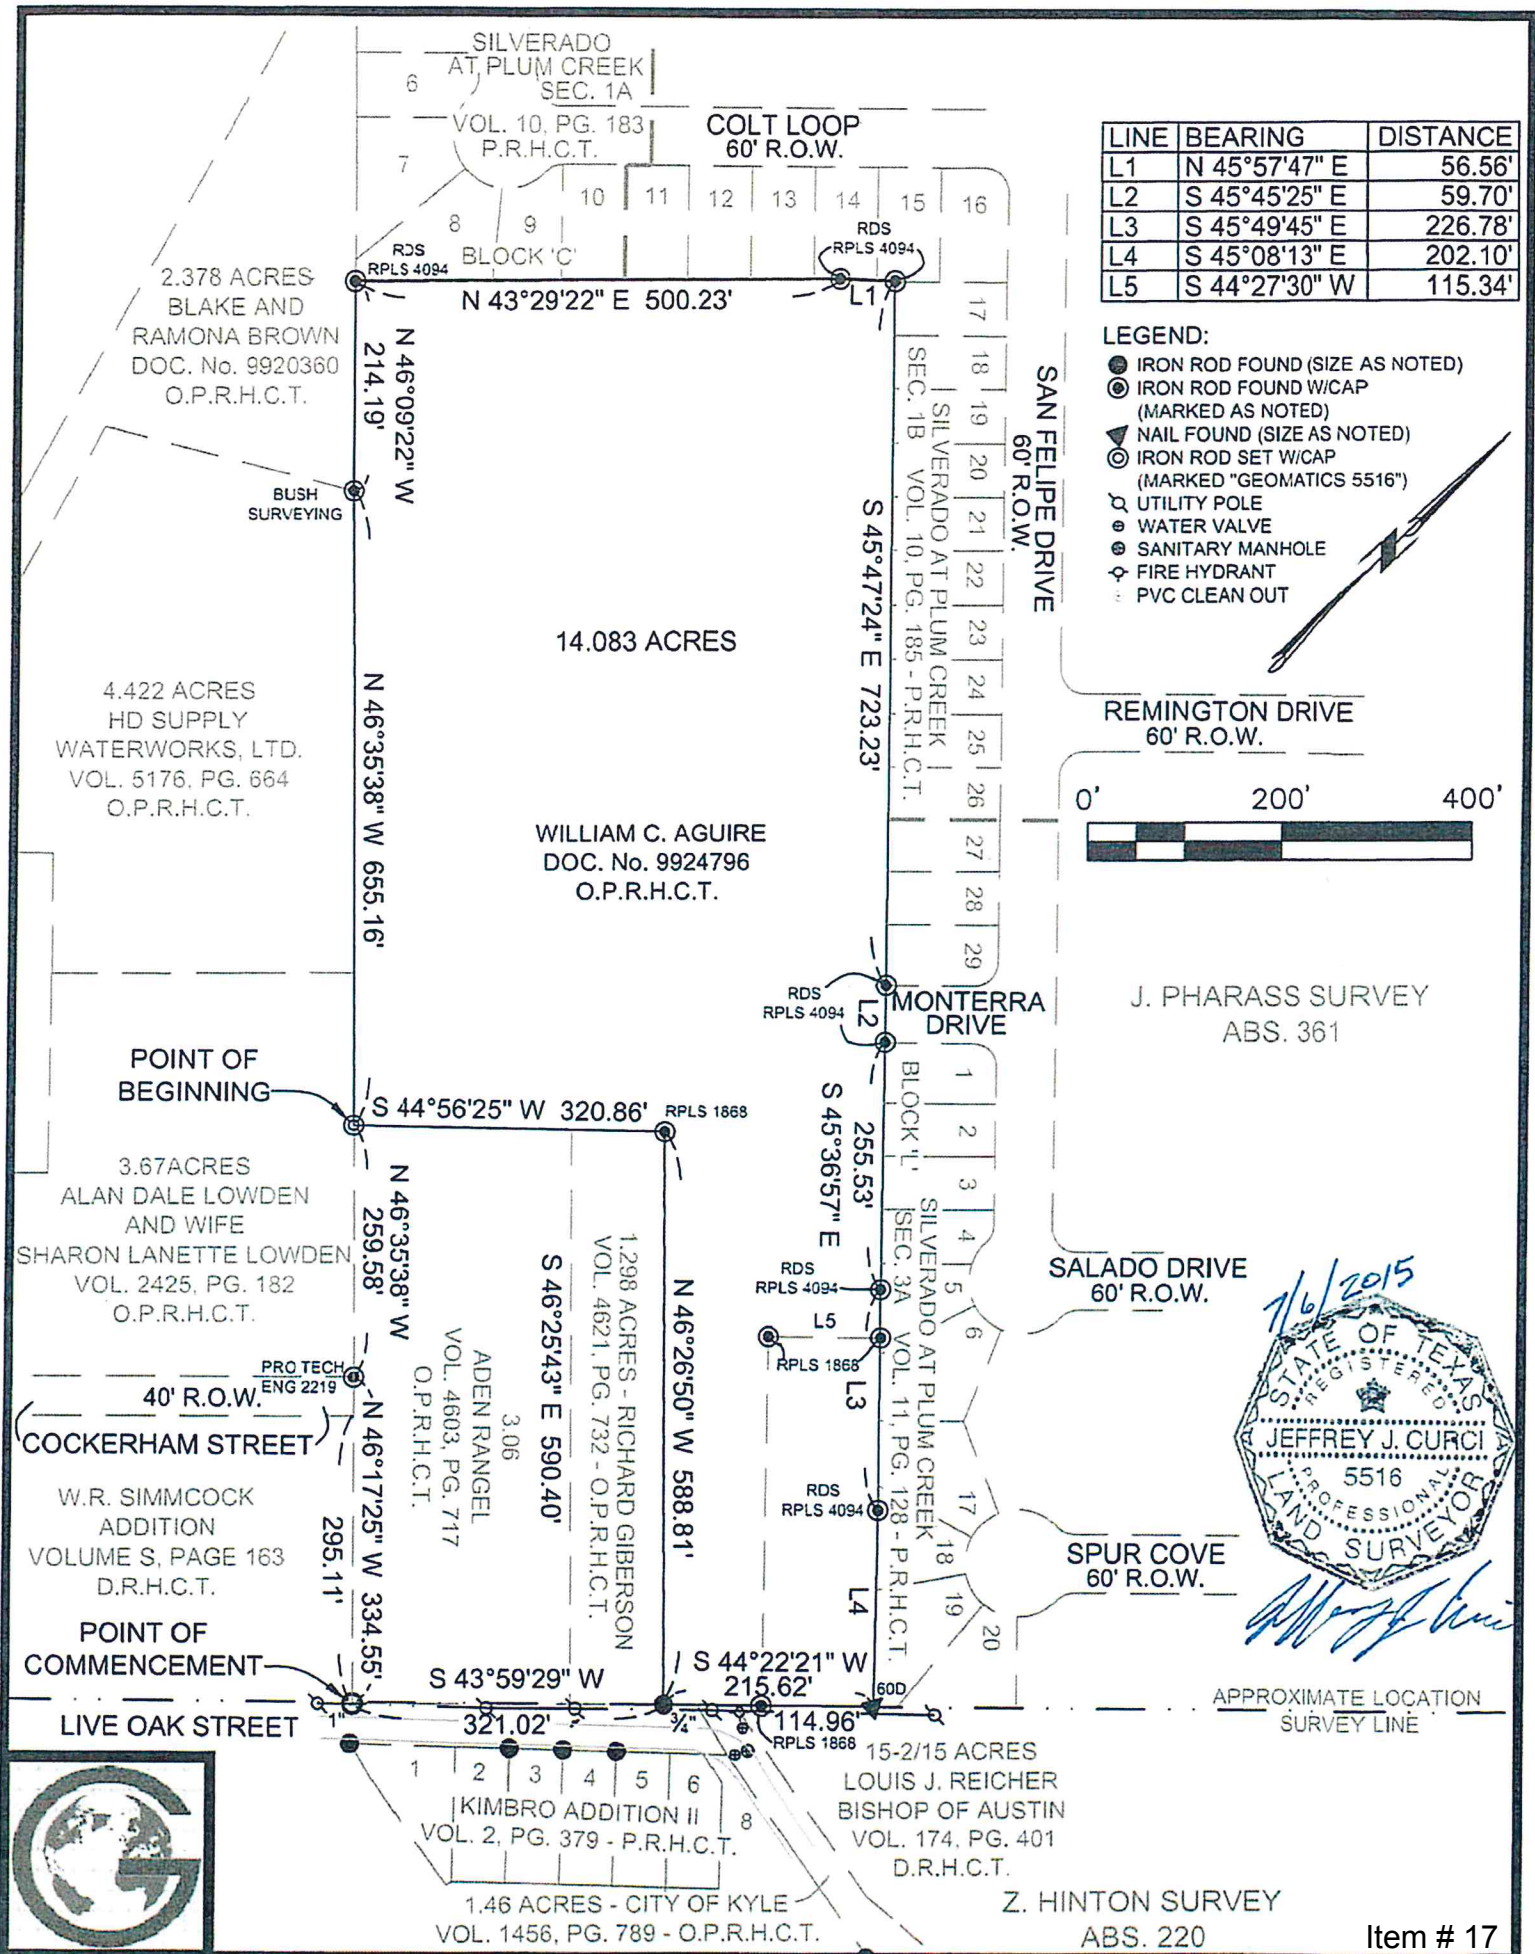 SILVERADO
AT PLUM CREEK
SEC. 1A
VOL. 10, PG. 183
P.R.H.C.T.
6
7
8
9
10
11
12
13
14
15
16
BLOCK 'C'
COLT LOOP
60' R.O.W.
LINE BEARING DISTANCE
L1 N 45°57'47" E 56.56'
L2 S 45°45'25" E 59.70'
L3 S 45°49'45" E 226.78'
L4 S 45°08'13" E 202.10'
L5 S 44°27'30" W 115.34'
LEGEND:
IRON ROD FOUND (SIZE AS NOTED)
IRON ROD FOUND W/CAP
(MARKED AS NOTED)
NAIL FOUND (SIZE AS NOTED)
IRON ROD SET W/CAP
(MARKED "GEOMATICS 5516")
UTILITY POLE
WATER VALVE
SANITARY MANHOLE
FIRE HYDRANT
PVC CLEAN OUT
RDS
RPLS 4094
RDS
RPLS 4094
N 43°29'22" E 500.23'
L1
2.378 ACRES
BLAKE AND
RAMONA BROWN
DOC. No. 9920360
O.P.R.H.C.T.
N 46°09'22" W
214.19'
BUSH
SURVEYING
17
18
19
20
21
22
23
24
25
26
27
28
29
SILVERADO AT PLUM CREEK
SEC. 1B VOL. 10, PG. 185 - P.R.H.C.T.
SAN FELIPE DRIVE
60' R.O.W.
S 45°47'24" E 723.23'
14.083 ACRES
REMINGTON DRIVE
60' R.O.W.
4.422 ACRES
HD SUPPLY
WATERWORKS, LTD.
VOL. 5176, PG. 664
O.P.R.H.C.T.
N 46°35'38" W 655.16'
0' 200' 400'
WILLIAM C. AGUIRE
DOC. No. 9924796
O.P.R.H.C.T.
RDS
RPLS 4094
L2
MONTERRA
DRIVE
J. PHARASS SURVEY
ABS. 361
POINT OF
BEGINNING
S 44°56'25" W 320.86'
RPLS 1868
S 45°36'57" E
255.53'
BLOCK 'L'
1
2
3
4
5
6
17
18
19
20
SILVERADO AT PLUM CREEK
SEC. 3A VOL. 11, PG. 128 - P.R.H.C.T.
3.67ACRES
ALAN DALE LOWDEN
AND WIFE
SHARON LANETTE LOWDEN
VOL. 2425, PG. 182
O.P.R.H.C.T.
N 46°35'38" W
259.58'
1.298 ACRES - RICHARD GIBERSON
VOL. 4621, PG. 732 - O.P.R.H.C.T.
S 46°25'43" E 590.40'
N 46°26'50" W 588.81'
3.06
ADEN RANGEL
VOL. 4603, PG. 717
O.P.R.H.C.T.
RDS
RPLS 4094
L5
RPLS 1868
L3
SALADO DRIVE
60' R.O.W.
7/6/2015
STATE OF TEXAS
REGISTERED
JEFFREY J. CURCI
5516
PROFESSIONAL
LAND SURVEYOR
PRO TECH
ENG 2219
40' R.O.W.
COCKERHAM STREET
N 46°17'25" W 334.55'
295.11'
W.R. SIMMCOCK
ADDITION
VOLUME S, PAGE 163
D.R.H.C.T.
RDS
RPLS 4094
L4
SPUR COVE
60' R.O.W.
POINT OF
COMMENCEMENT
S 43°59'29" W
321.02'
S 44°22'21" W
215.62'
114.96'
60D
1"
3/4"
RPLS 1868
LIVE OAK STREET
APPROXIMATE LOCATION
SURVEY LINE
1
2
3
4
5
6
8
KIMBRO ADDITION II
VOL. 2, PG. 379 - P.R.H.C.T.
15-2/15 ACRES
LOUIS J. REICHER
BISHOP OF AUSTIN
VOL. 174, PG. 401
D.R.H.C.T.
1.46 ACRES - CITY OF KYLE
VOL. 1456, PG. 789 - O.P.R.H.C.T.
Z. HINTON SURVEY
ABS. 220
G
Item # 17